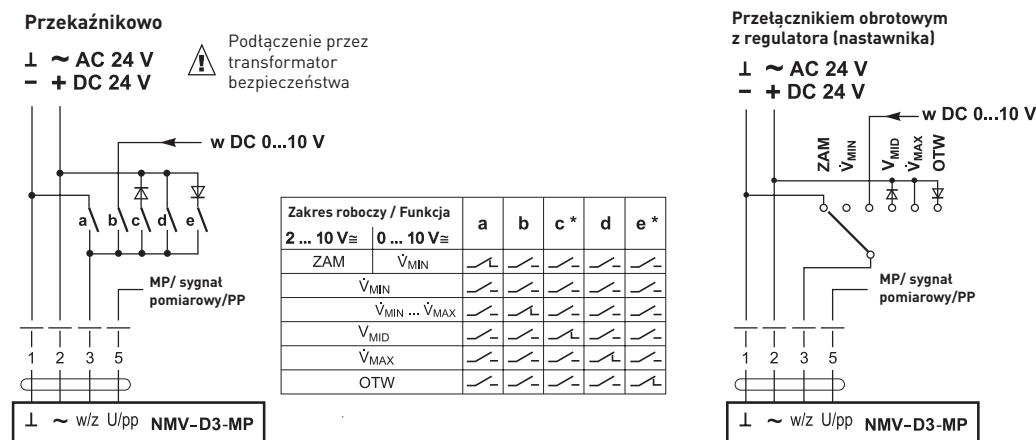 Przekaźnikowo
⊥ ~ AC 24 V
− + DC 24 V
Podłączenie przez
transformator
bezpieczeństwa
w DC 0...10 V
a b c d e
MP/ sygnał
pomiarowy/PP
1 2 3 5
⊥ ~ w/z U/pp NMV-D3-MP
Zakres roboczy / Funkcja a b c * d e *
2 ... 10 V≅ 0 ... 10 V≅
ZAM V̇MIN
V̇MIN
V̇MIN ... V̇MAX
VMID
V̇MAX
OTW
Przełącznikiem obrotowym
z regulatora (nastawnika)
⊥ ~ AC 24 V
− + DC 24 V
w DC 0...10 V
ZAM V̇MIN VMID V̇MAX OTW
MP/ sygnał
pomiarowy/PP
1 2 3 5
⊥ ~ w/z U/pp NMV-D3-MP